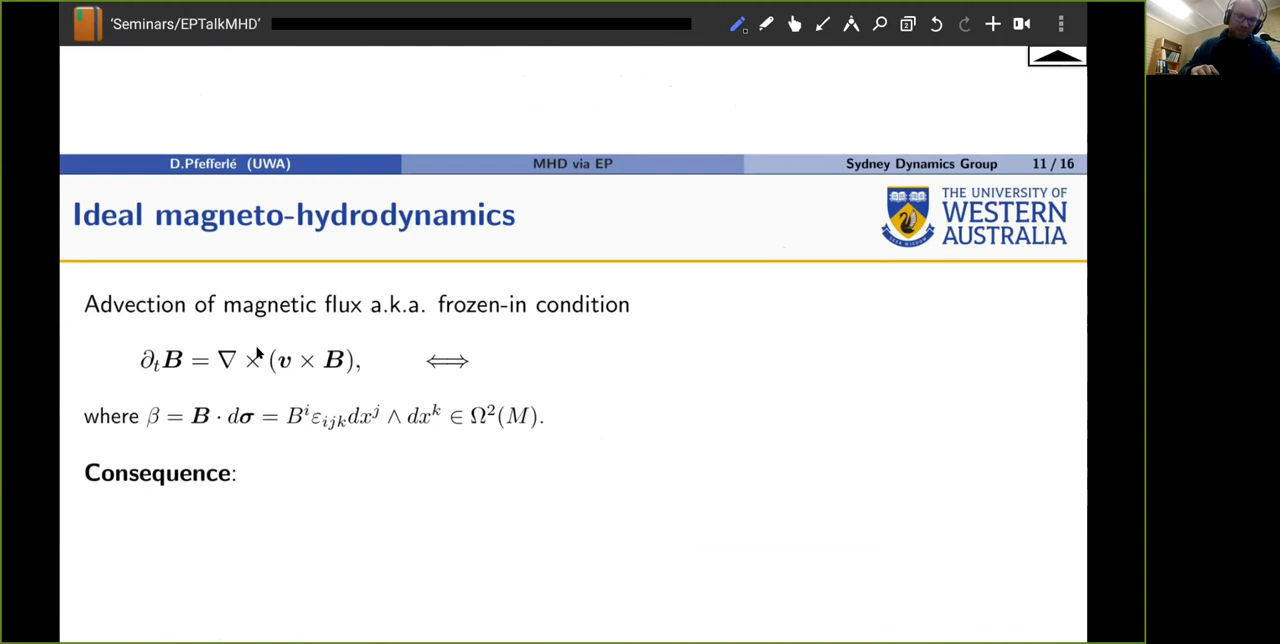 'Seminars/EPTalkMHD'
D.Pfefferlé (UWA) MHD via EP Sydney Dynamics Group 11 / 16
Ideal magneto-hydrodynamics
THE UNIVERSITY OF
WESTERN
AUSTRALIA
Advection of magnetic flux a.k.a. frozen-in condition
∂ₜB = ∇ × (v × B), ⟺
where β = B · dσ = Bⁱεᵢⱼₖdxʲ ∧ dxᵏ ∈ Ω²(M).
Consequence: